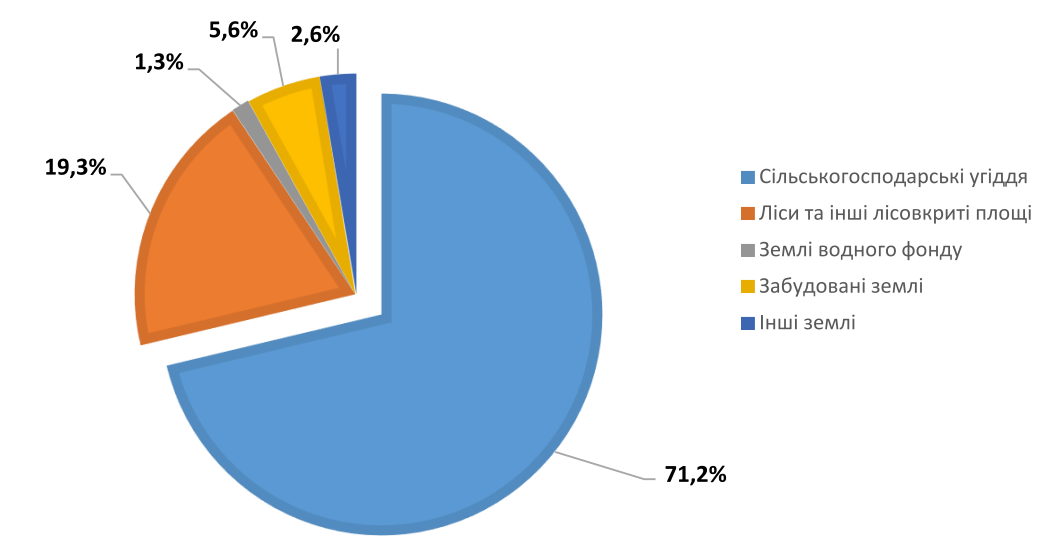 5,6%
2,6%
1,3%
19,3%
71,2%
Сільськогосподарські угіддя
Ліси та інші лісовкриті площі
Землі водного фонду
Забудовані землі
Інші землі